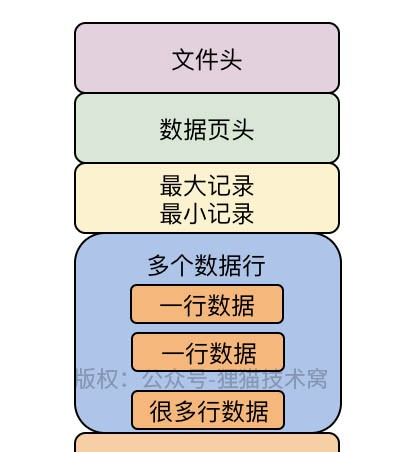 文件头
数据页头
最大记录
最小记录
多个数据行
一行数据
一行数据
版权：公众号-狸猫技术窝
很多行数据